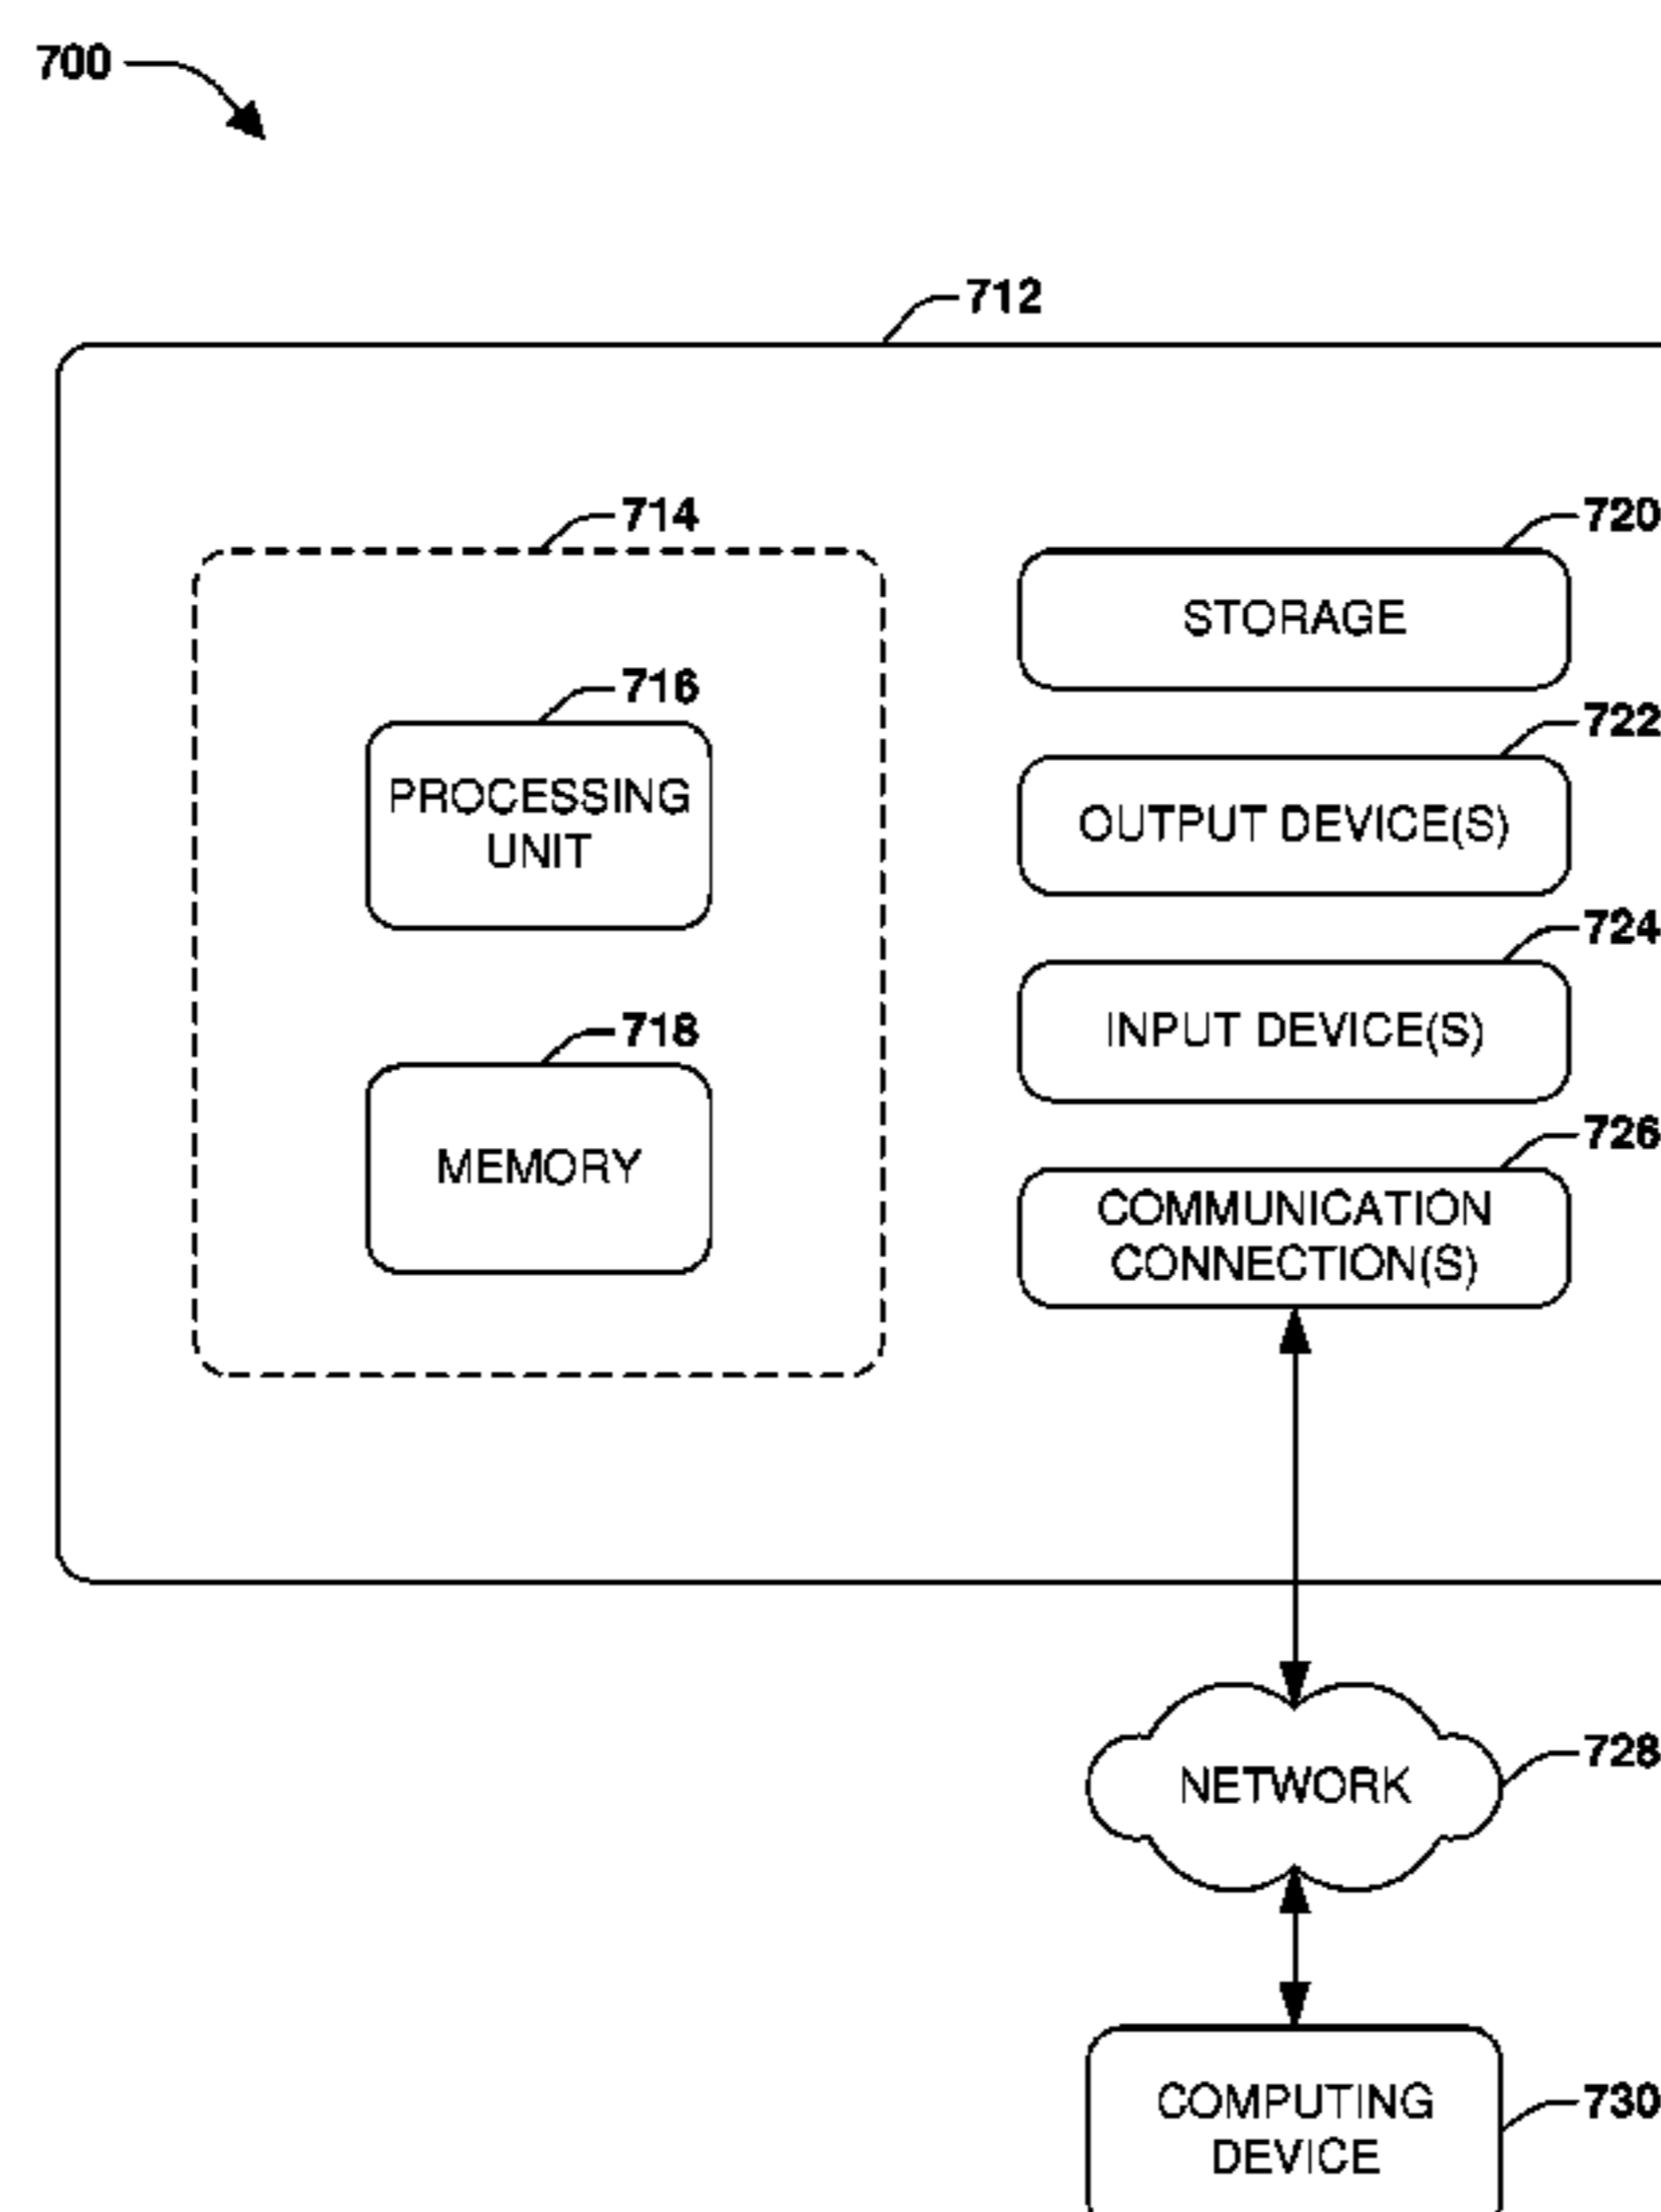 700
712
714
720
STORAGE
716
722
PROCESSING
UNIT
OUTPUT DEVICE(S)
724
718
INPUT DEVICE(S)
726
MEMORY
COMMUNICATION
CONNECTION(S)
728
NETWORK
730
COMPUTING
DEVICE